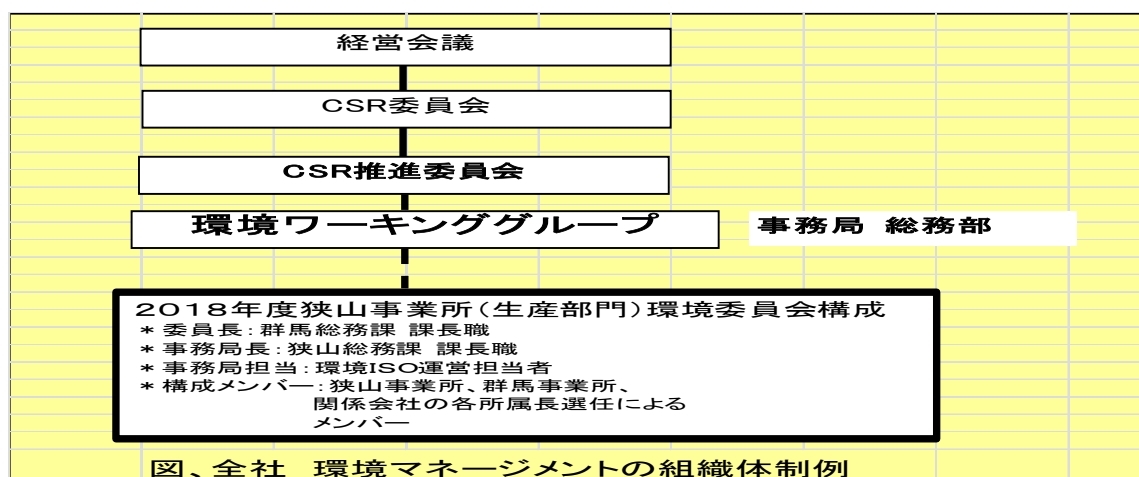 経営会議
CSR委員会
CSR推進委員会
環境ワーキンググループ 事務局 総務部
2018年度狭山事業所(生産部門)環境委員会構成
* 委員長:群馬総務課 課長職
* 事務局長:狭山総務課 課長職
* 事務局担当:環境ISO運営担当者
* 構成メンバー:狭山事業所、群馬事業所、
関係会社の各所属長選任による
メンバー
図、全社 環境マネージメントの組織体制例